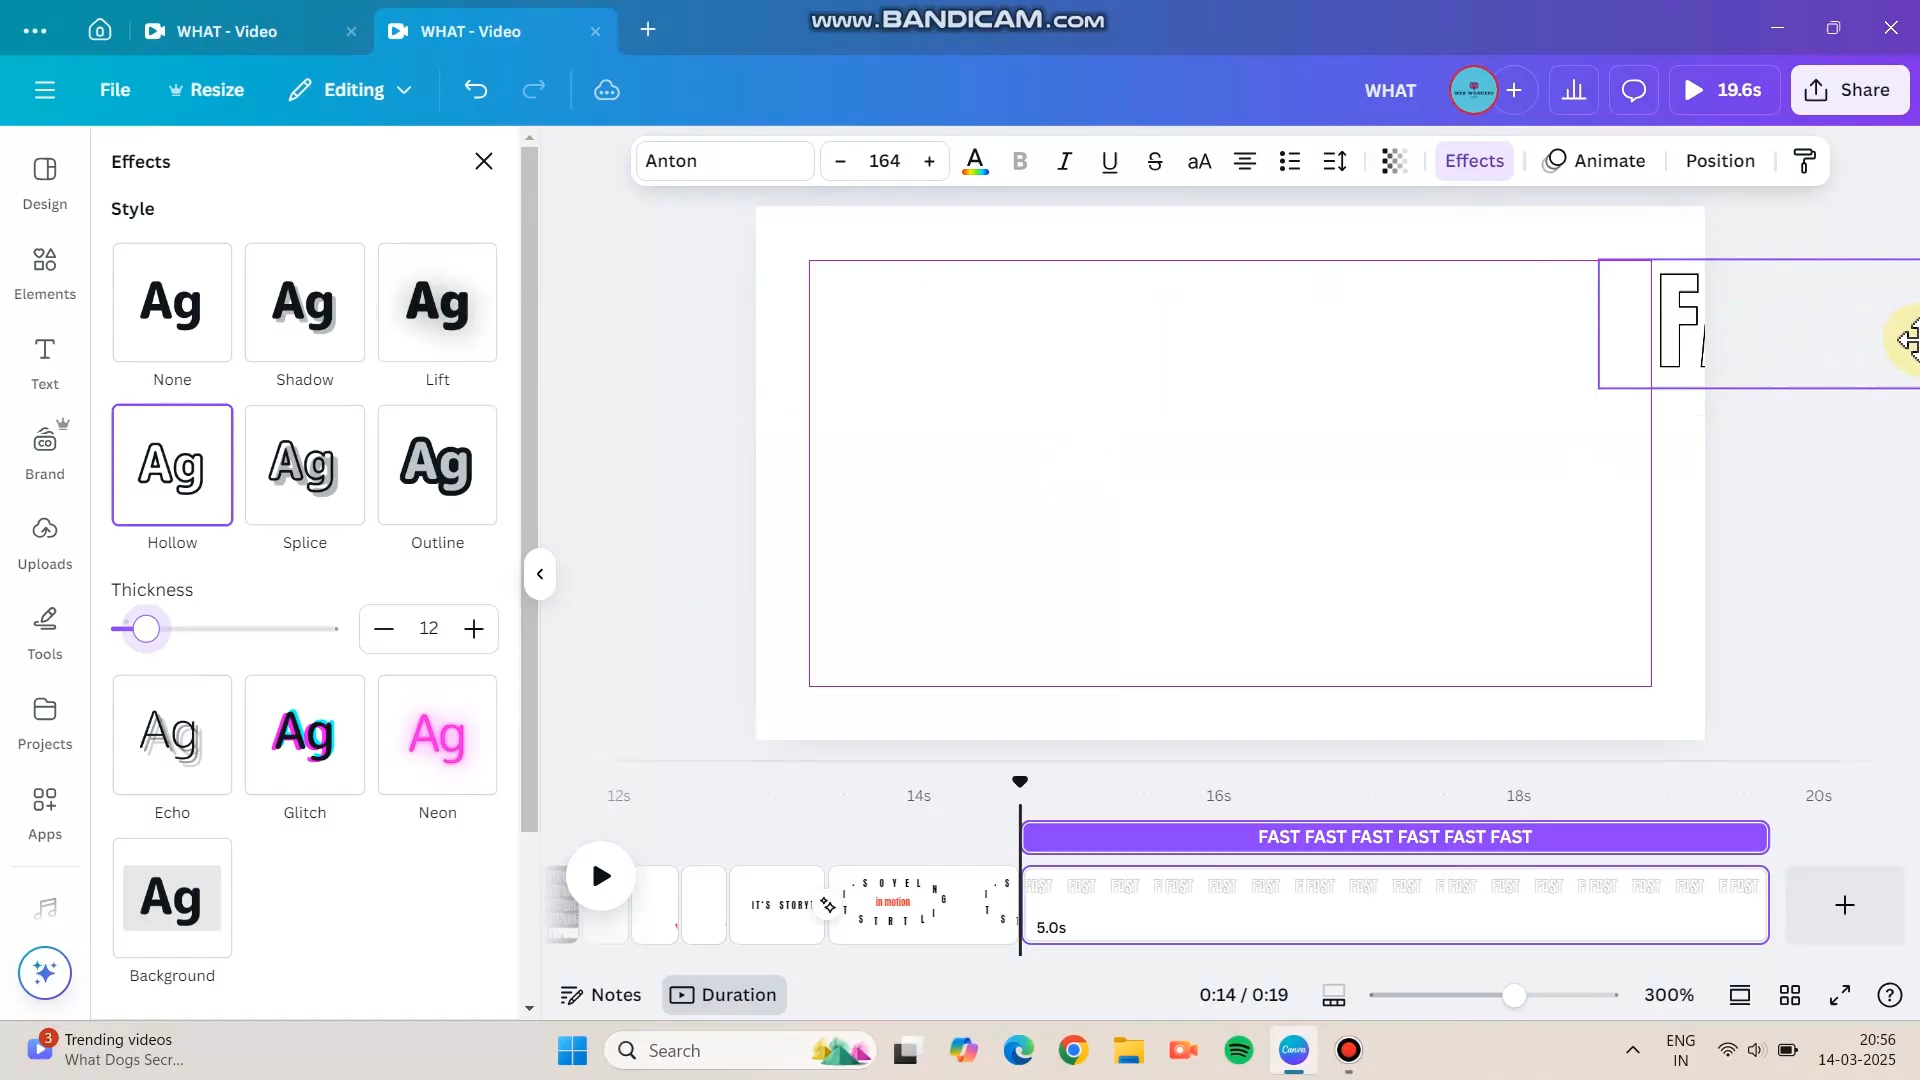 WWW.BANDICAM.COM
WHAT - Video
WHAT - Video
File
Resize
Editing
WHAT
19.6s
Share
Effects
Anton
164
Effects
Animate
Position
Style
Design
Ag
Ag
Ag
None
Shadow
Lift
Elements
Text
Ag
Ag
Ag
Hollow
Splice
Outline
Brand
Uploads
Thickness
12
Tools
Ag
Ag
Ag
Echo
Glitch
Neon
Projects
Apps
Ag
Background
12s
14s
16s
18s
20s
FAST FAST FAST FAST FAST FAST
IT'S STORYT
in motion
5.0s
Notes
Duration
0:14 / 0:19
300%
3
Trending videos
What Dogs Secr...
Search
ENG
IN
20:56
14-03-2025